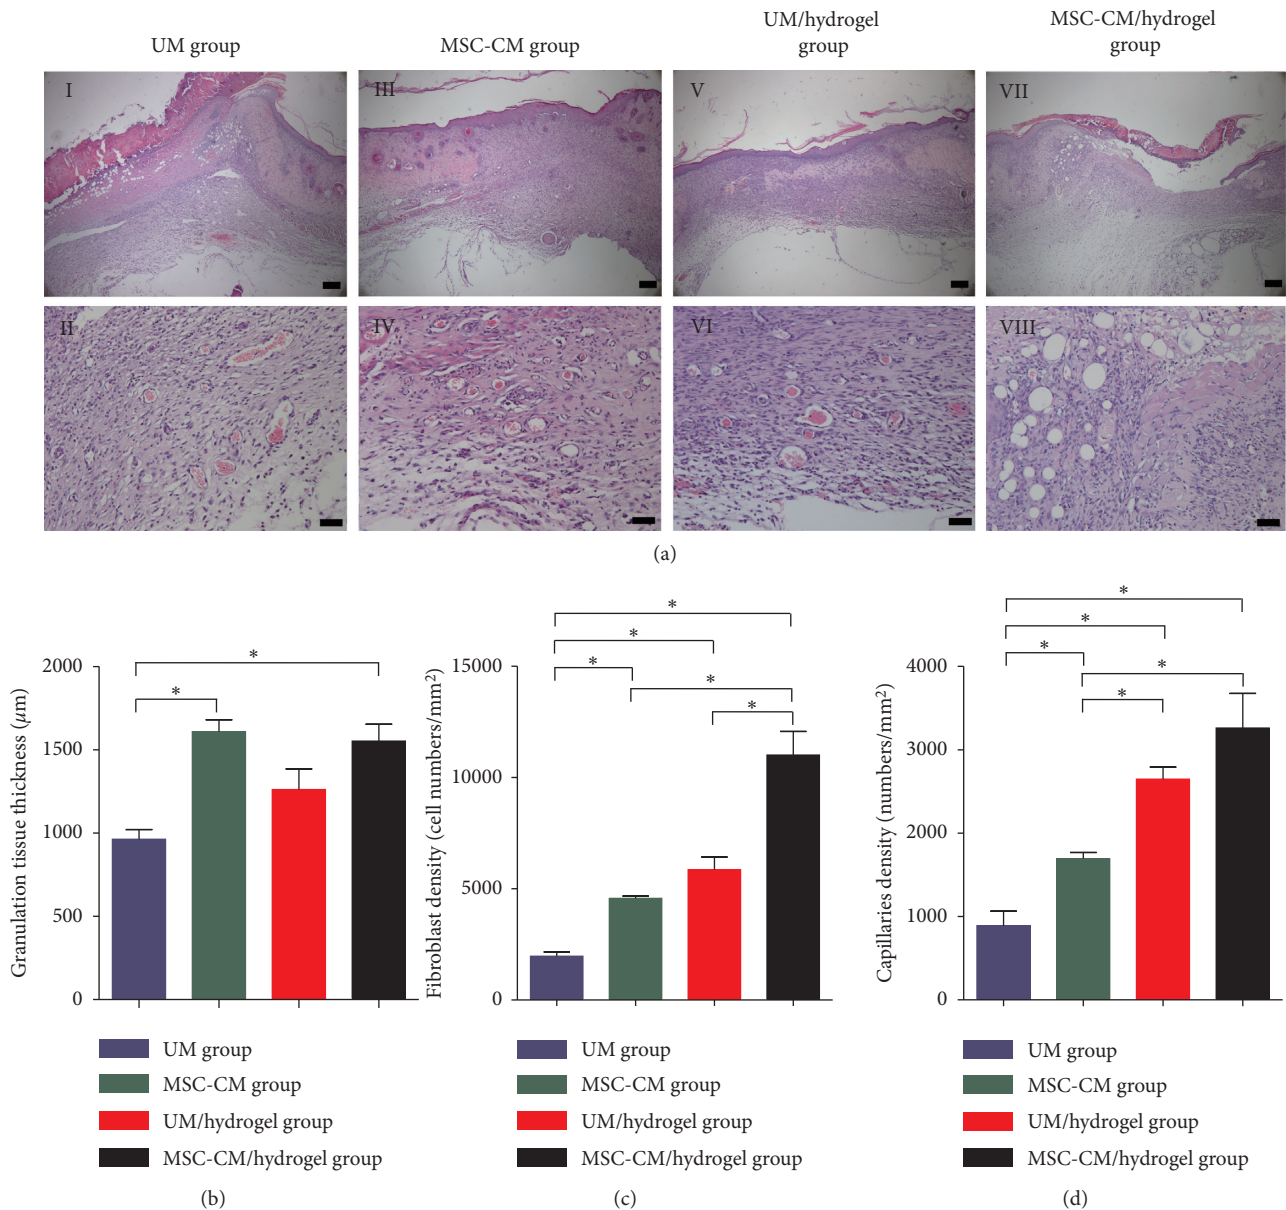 UM group
MSC-CM group
UM/hydrogel
group
MSC-CM/hydrogel
group
I
III
V
VII
II
IV
VI
VIII
(a)
Granulation tissue thickness (μm)
2000
1500
1000
500
0
*
*
UM group
MSC-CM group
UM/hydrogel group
MSC-CM/hydrogel group
(b)
Fibroblast density (cell numbers/mm²)
15000
10000
5000
0
*
*
*
*
*
UM group
MSC-CM group
UM/hydrogel group
MSC-CM/hydrogel group
(c)
Capillaries density (numbers/mm²)
4000
3000
2000
1000
0
*
*
*
*
*
UM group
MSC-CM group
UM/hydrogel group
MSC-CM/hydrogel group
(d)